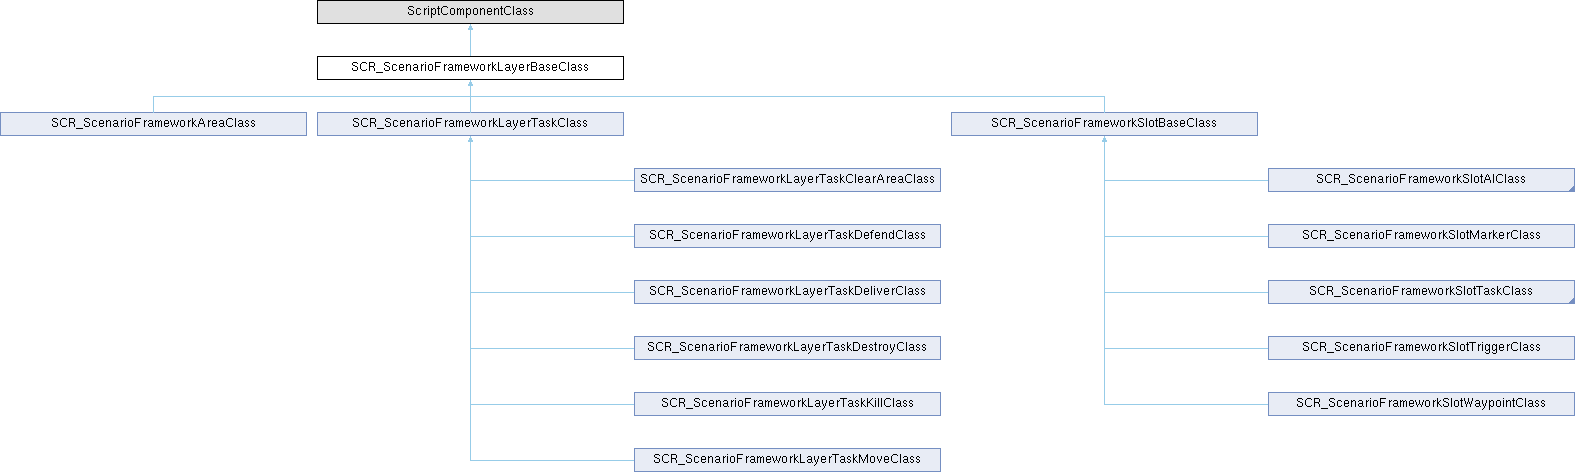 ScriptComponentClass
SCR_ScenarioFrameworkLayerBaseClass
SCR_ScenarioFrameworkAreaClass
SCR_ScenarioFrameworkLayerTaskClass
SCR_ScenarioFrameworkSlotBaseClass
SCR_ScenarioFrameworkLayerTaskClearAreaClass
SCR_ScenarioFrameworkSlotAIClass
SCR_ScenarioFrameworkLayerTaskDefendClass
SCR_ScenarioFrameworkSlotMarkerClass
SCR_ScenarioFrameworkLayerTaskDeliverClass
SCR_ScenarioFrameworkSlotTaskClass
SCR_ScenarioFrameworkLayerTaskDestroyClass
SCR_ScenarioFrameworkSlotTriggerClass
SCR_ScenarioFrameworkLayerTaskKillClass
SCR_ScenarioFrameworkSlotWaypointClass
SCR_ScenarioFrameworkLayerTaskMoveClass